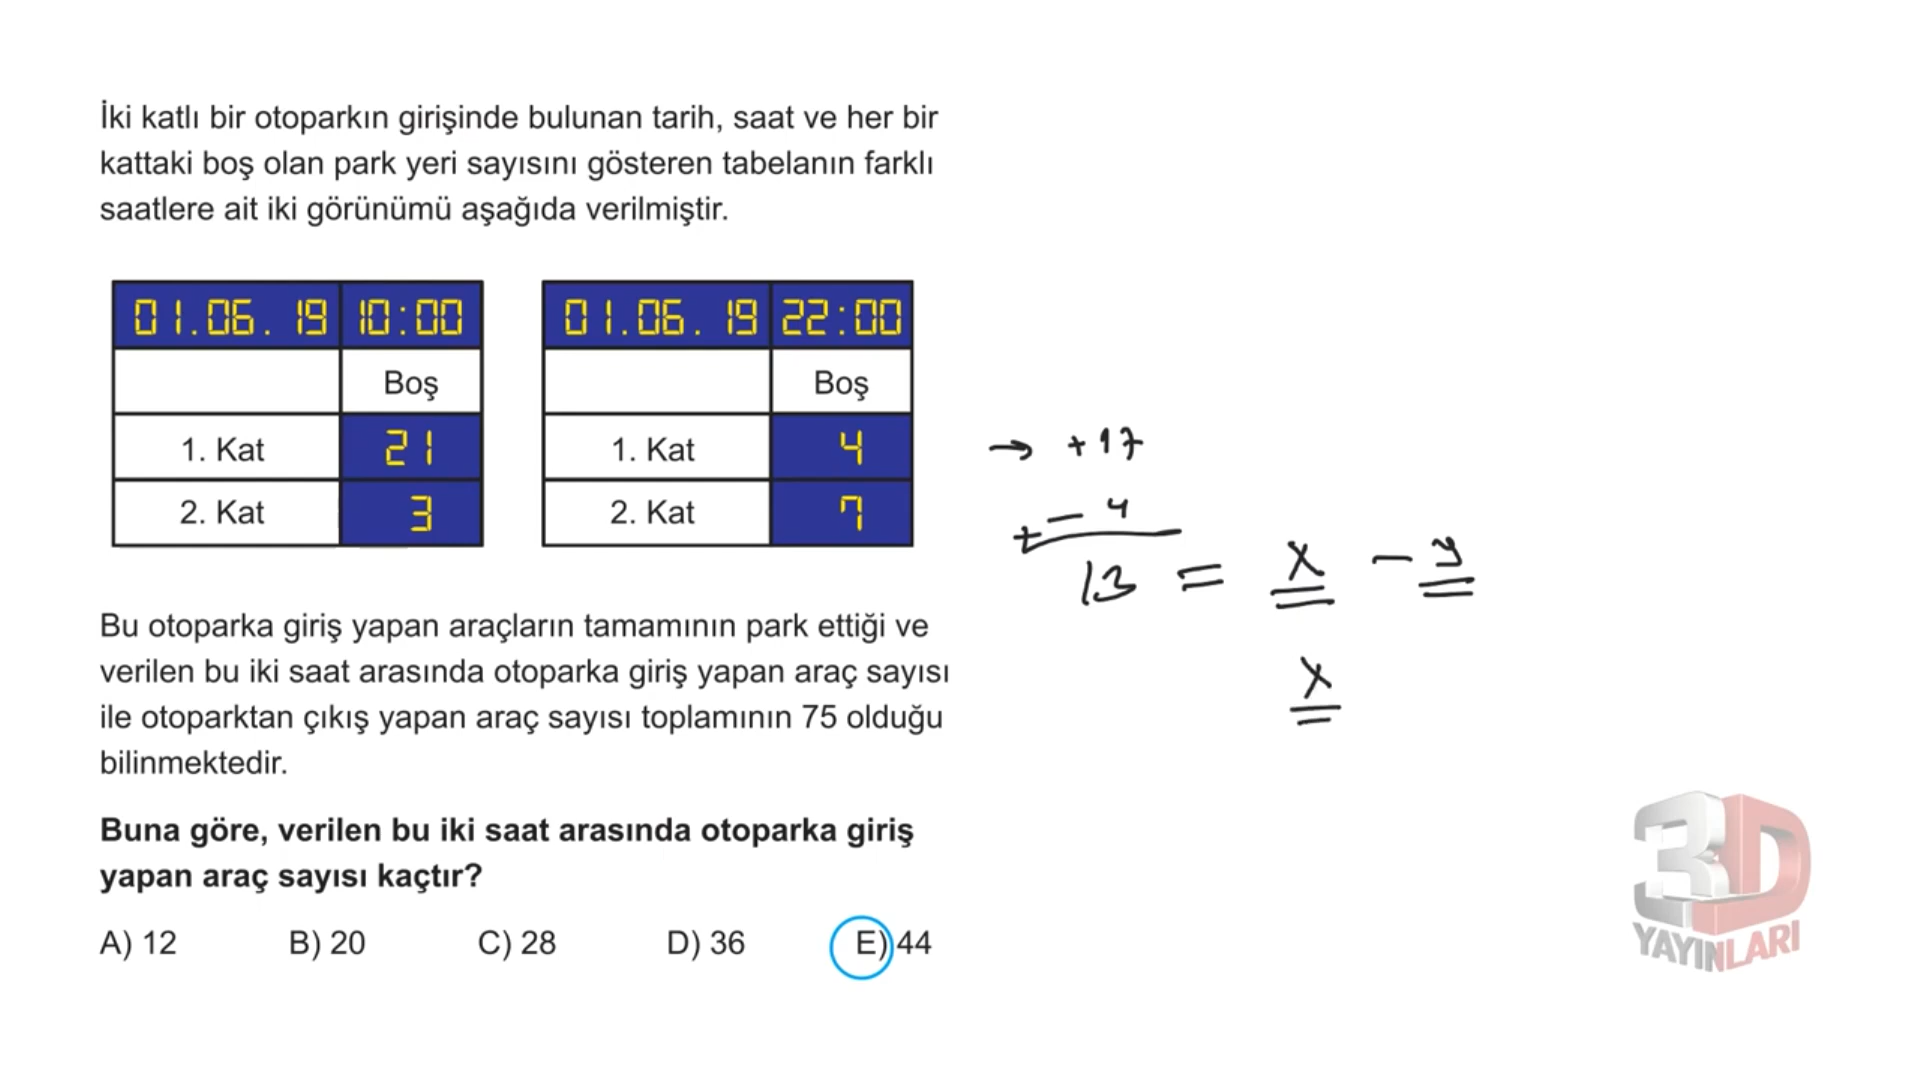 İki katlı bir otoparkın girişinde bulunan tarih, saat ve her bir
kattaki boş olan park yeri sayısını gösteren tabelanın farklı
saatlere ait iki görünümü aşağıda verilmiştir.
01.06.19 10:00
Boş
1. Kat 21
2. Kat 3
01.06.19 22:00
Boş
1. Kat 4
2. Kat 7
→ +17
+ - 4
13 = x - y
x
Bu otoparka giriş yapan araçların tamamının park ettiği ve
verilen bu iki saat arasında otoparka giriş yapan araç sayısı
ile otoparktan çıkış yapan araç sayısı toplamının 75 olduğu
bilinmektedir.
Buna göre, verilen bu iki saat arasında otoparka giriş
yapan araç sayısı kaçtır?
A) 12 B) 20 C) 28 D) 36 E) 44
3D
YAYINLARI